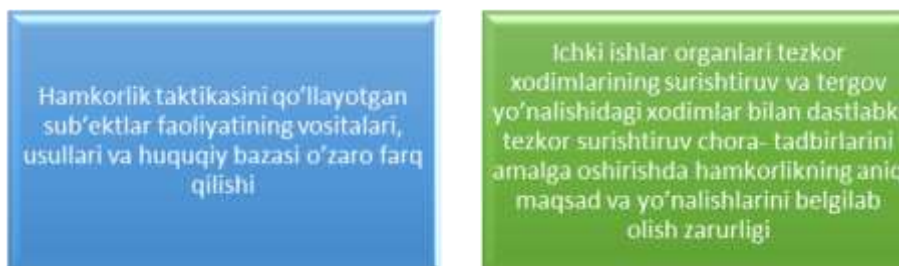 Hamkorlik taktikasini qo'llayotgan
sub'ektlar faoliyatining vositalari,
usullari va huquqiy bazasi o'zaro farq
qilishi
Ichki ishlar organlari tezkor
xodimlarining surishtiruv va tergov
yo'nalishidagi xodimlar bilan dastlabk
tezkor surishtiruv chora- tadbirlarini
amalga oshirishda hamkorlikning aniq
maqsad va yo'nalishlarini belgilab
olish zarurligi